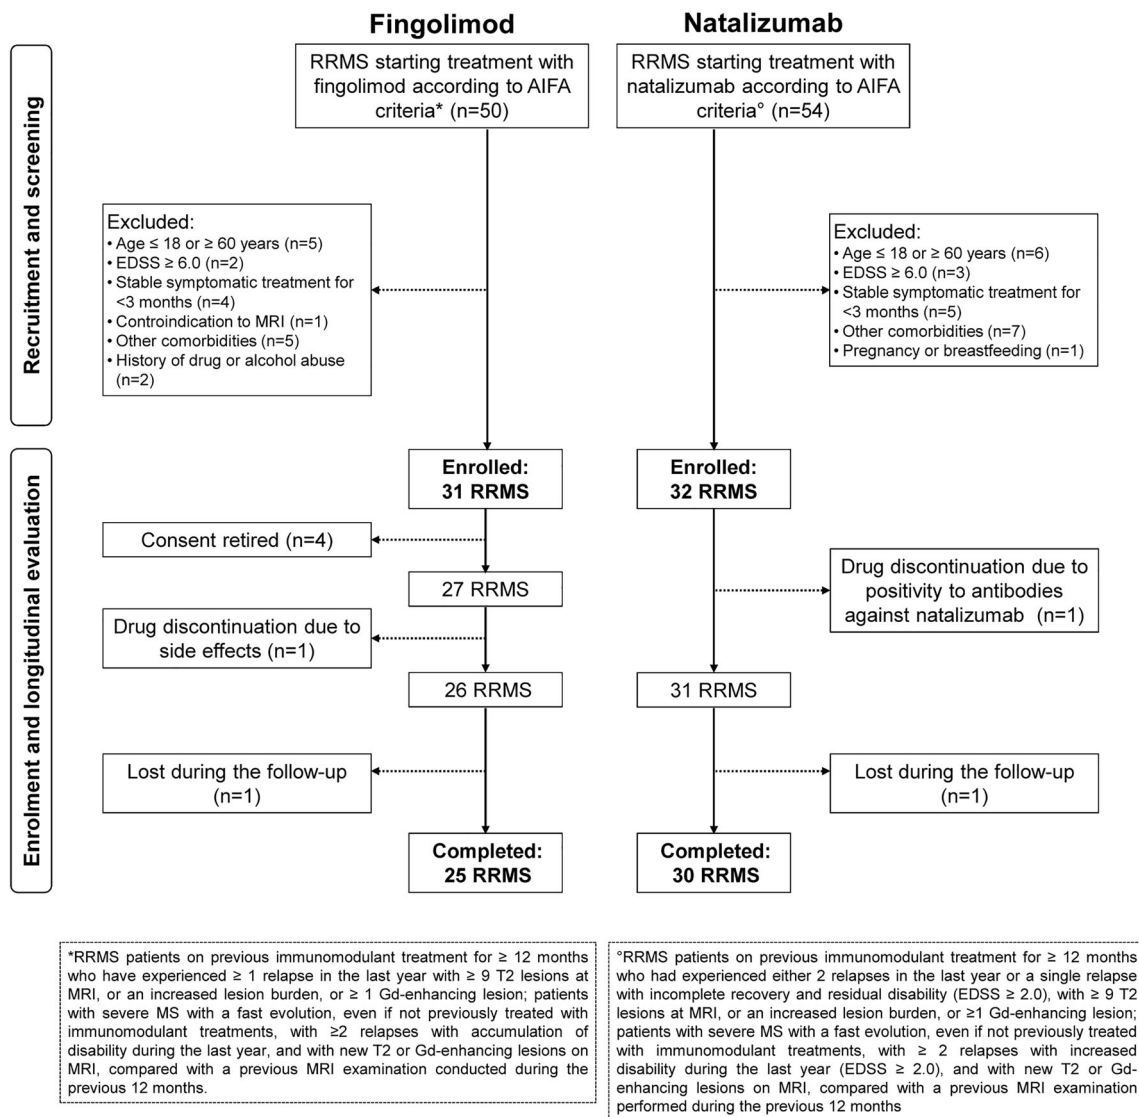 Fingolimod
Natalizumab
Recruitment and screening
RRMS starting treatment with
fingolimod according to AIFA
criteria* (n=50)
RRMS starting treatment with
natalizumab according to AIFA
criteria° (n=54)
Excluded:
• Age ≤ 18 or ≥ 60 years (n=5)
• EDSS ≥ 6.0 (n=2)
• Stable symptomatic treatment for
<3 months (n=4)
• Controindication to MRI (n=1)
• Other comorbidities (n=5)
• History of drug or alcohol abuse
(n=2)
Excluded:
• Age ≤ 18 or ≥ 60 years (n=6)
• EDSS ≥ 6.0 (n=3)
• Stable symptomatic treatment for
<3 months (n=5)
• Other comorbidities (n=7)
• Pregnancy or breastfeeding (n=1)
Enrolment and longitudinal evaluation
Enrolled:
31 RRMS
Enrolled:
32 RRMS
Consent retired (n=4)
27 RRMS
Drug discontinuation due to
positivity to antibodies
against natalizumab (n=1)
Drug discontinuation due to
side effects (n=1)
26 RRMS
31 RRMS
Lost during the follow-up
(n=1)
Lost during the follow-up
(n=1)
Completed:
25 RRMS
Completed:
30 RRMS
*RRMS patients on previous immunomodulant treatment for ≥ 12 months
who have experienced ≥ 1 relapse in the last year with ≥ 9 T2 lesions at
MRI, or an increased lesion burden, or ≥ 1 Gd-enhancing lesion; patients
with severe MS with a fast evolution, even if not previously treated with
immunomodulant treatments, with ≥2 relapses with accumulation of
disability during the last year, and with new T2 or Gd-enhancing lesions on
MRI, compared with a previous MRI examination conducted during the
previous 12 months.
°RRMS patients on previous immunomodulant treatment for ≥ 12 months
who had experienced either 2 relapses in the last year or a single relapse
with incomplete recovery and residual disability (EDSS ≥ 2.0), with ≥ 9 T2
lesions at MRI, or an increased lesion burden, or ≥1 Gd-enhancing lesion;
patients with severe MS with a fast evolution, even if not previously treated
with immunomodulant treatments, with ≥ 2 relapses with increased
disability during the last year (EDSS ≥ 2.0), and with new T2 or Gd-
enhancing lesions on MRI, compared with a previous MRI examination
performed during the previous 12 months